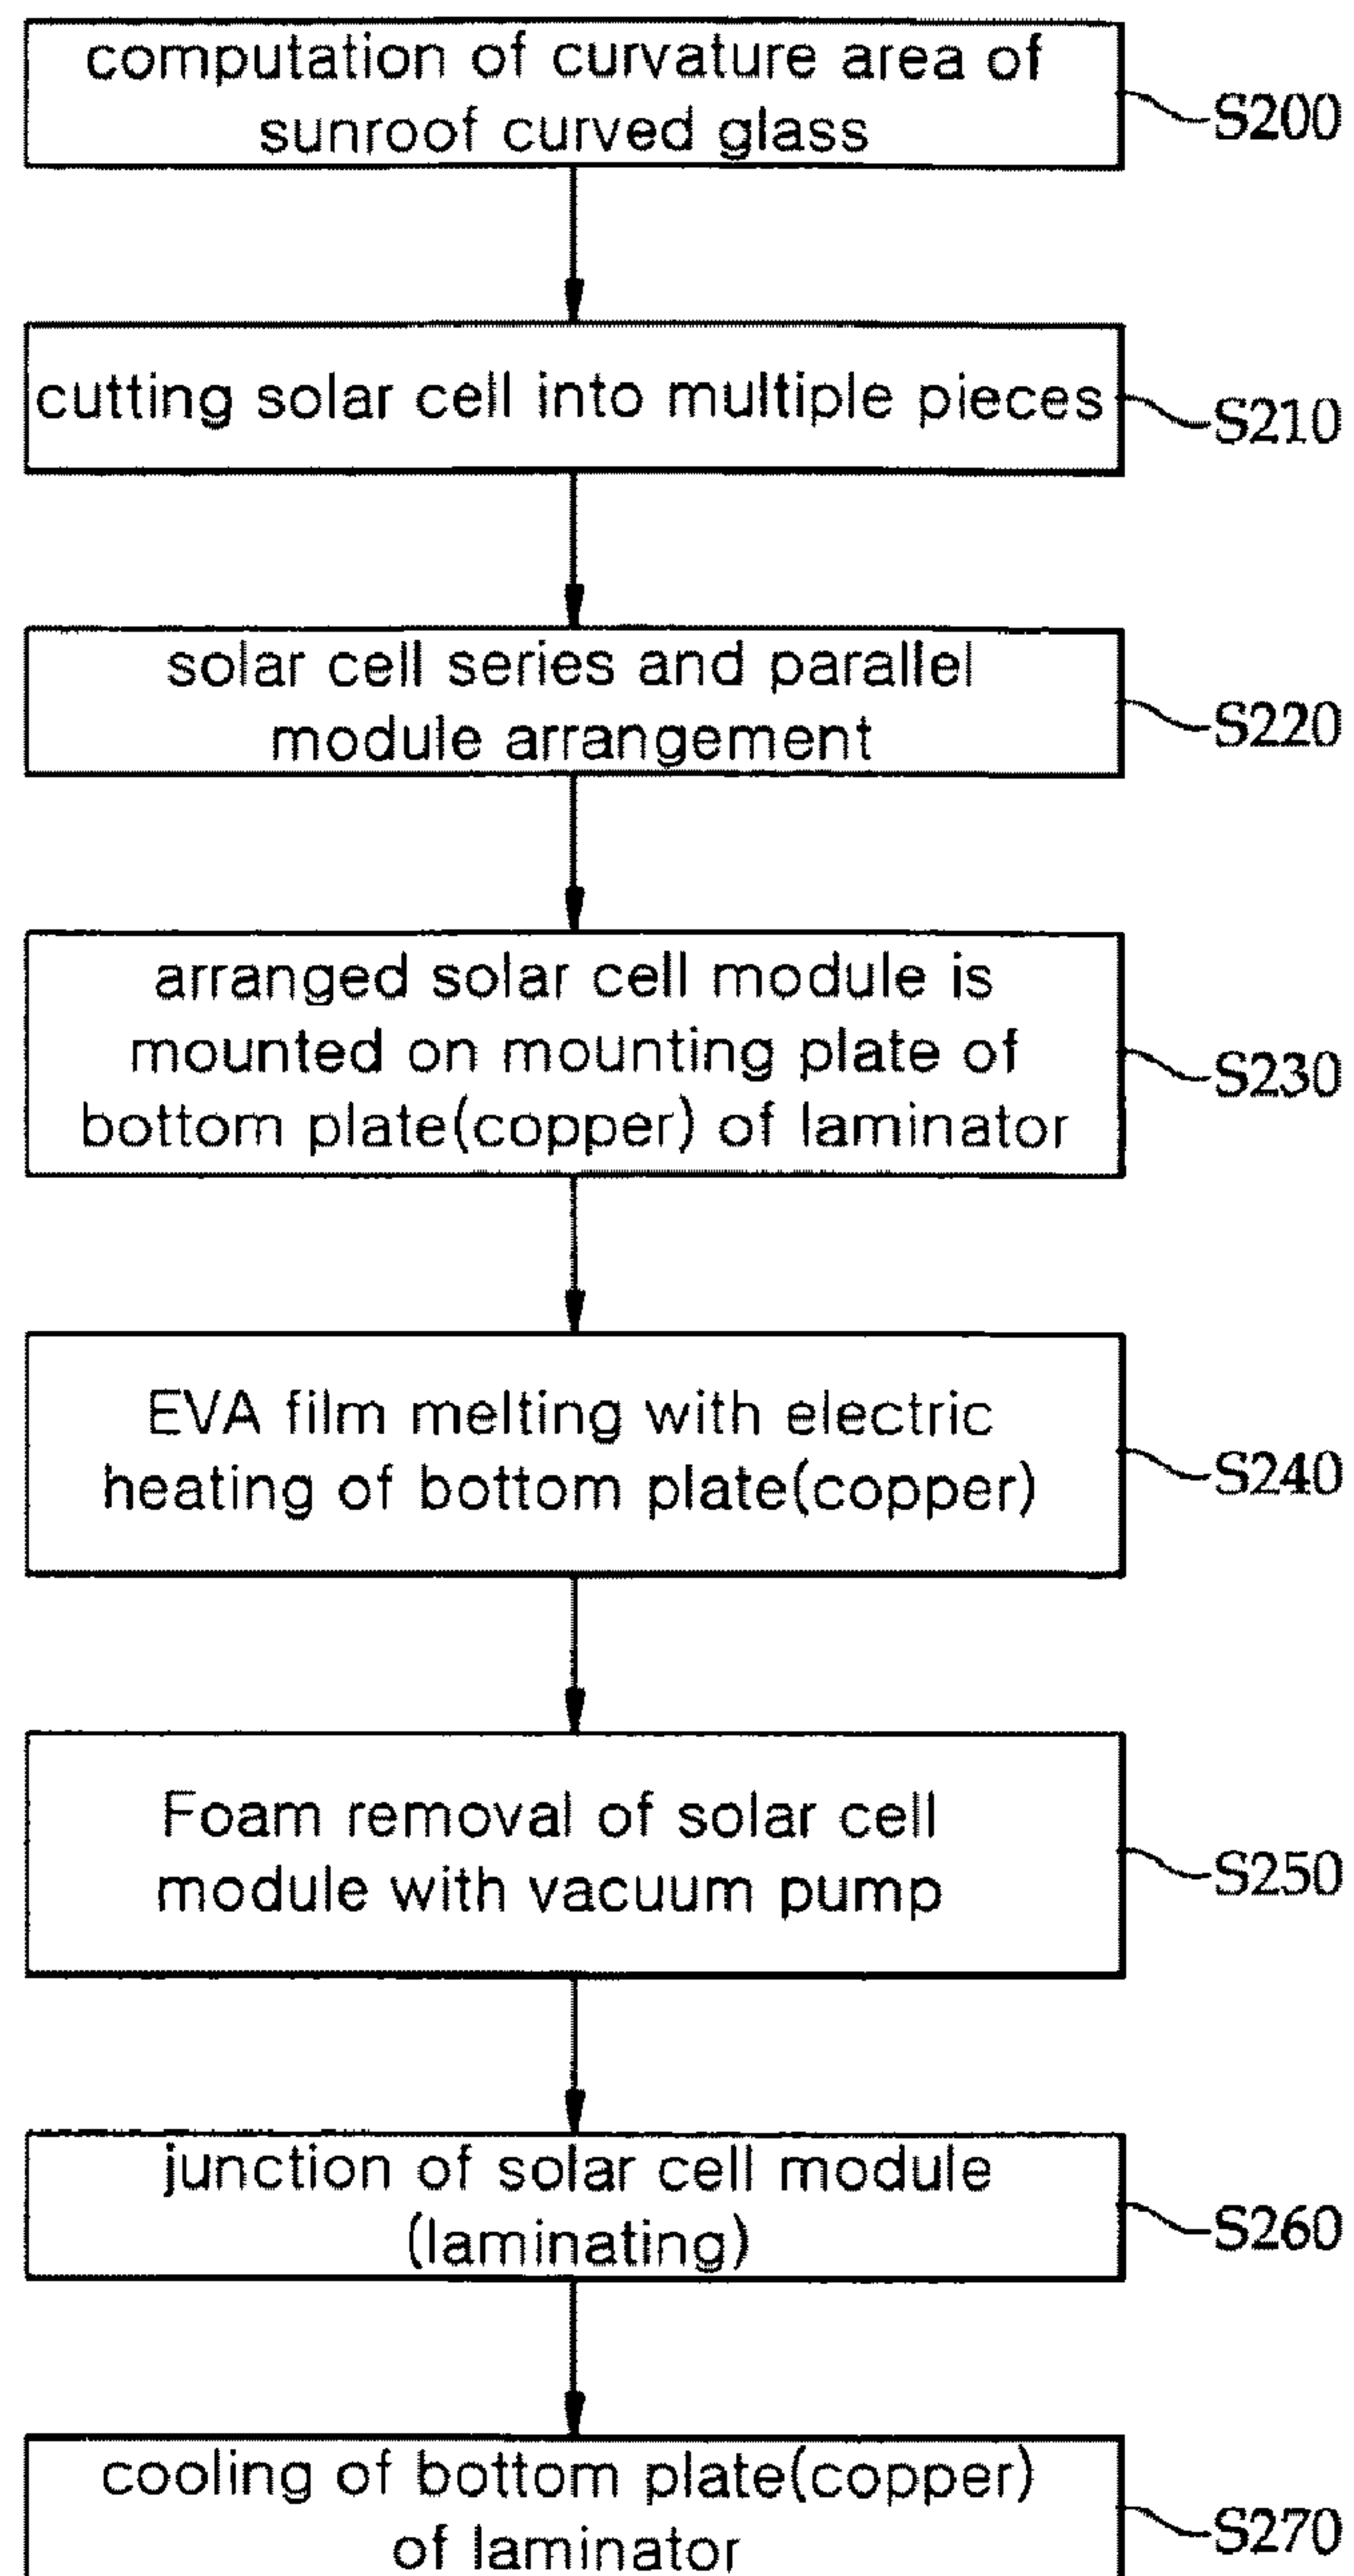 computation of curvature area of
sunroof curved glass
S200
cutting solar cell into multiple pieces
S210
solar cell series and parallel
module arrangement
S220
arranged solar cell module is
mounted on mounting plate of
bottom plate(copper) of laminator
S230
EVA film melting with electric
heating of bottom plate(copper)
S240
Foam removal of solar cell
module with vacuum pump
S250
junction of solar cell module
(laminating)
S260
cooling of bottom plate(copper)
of laminator
S270